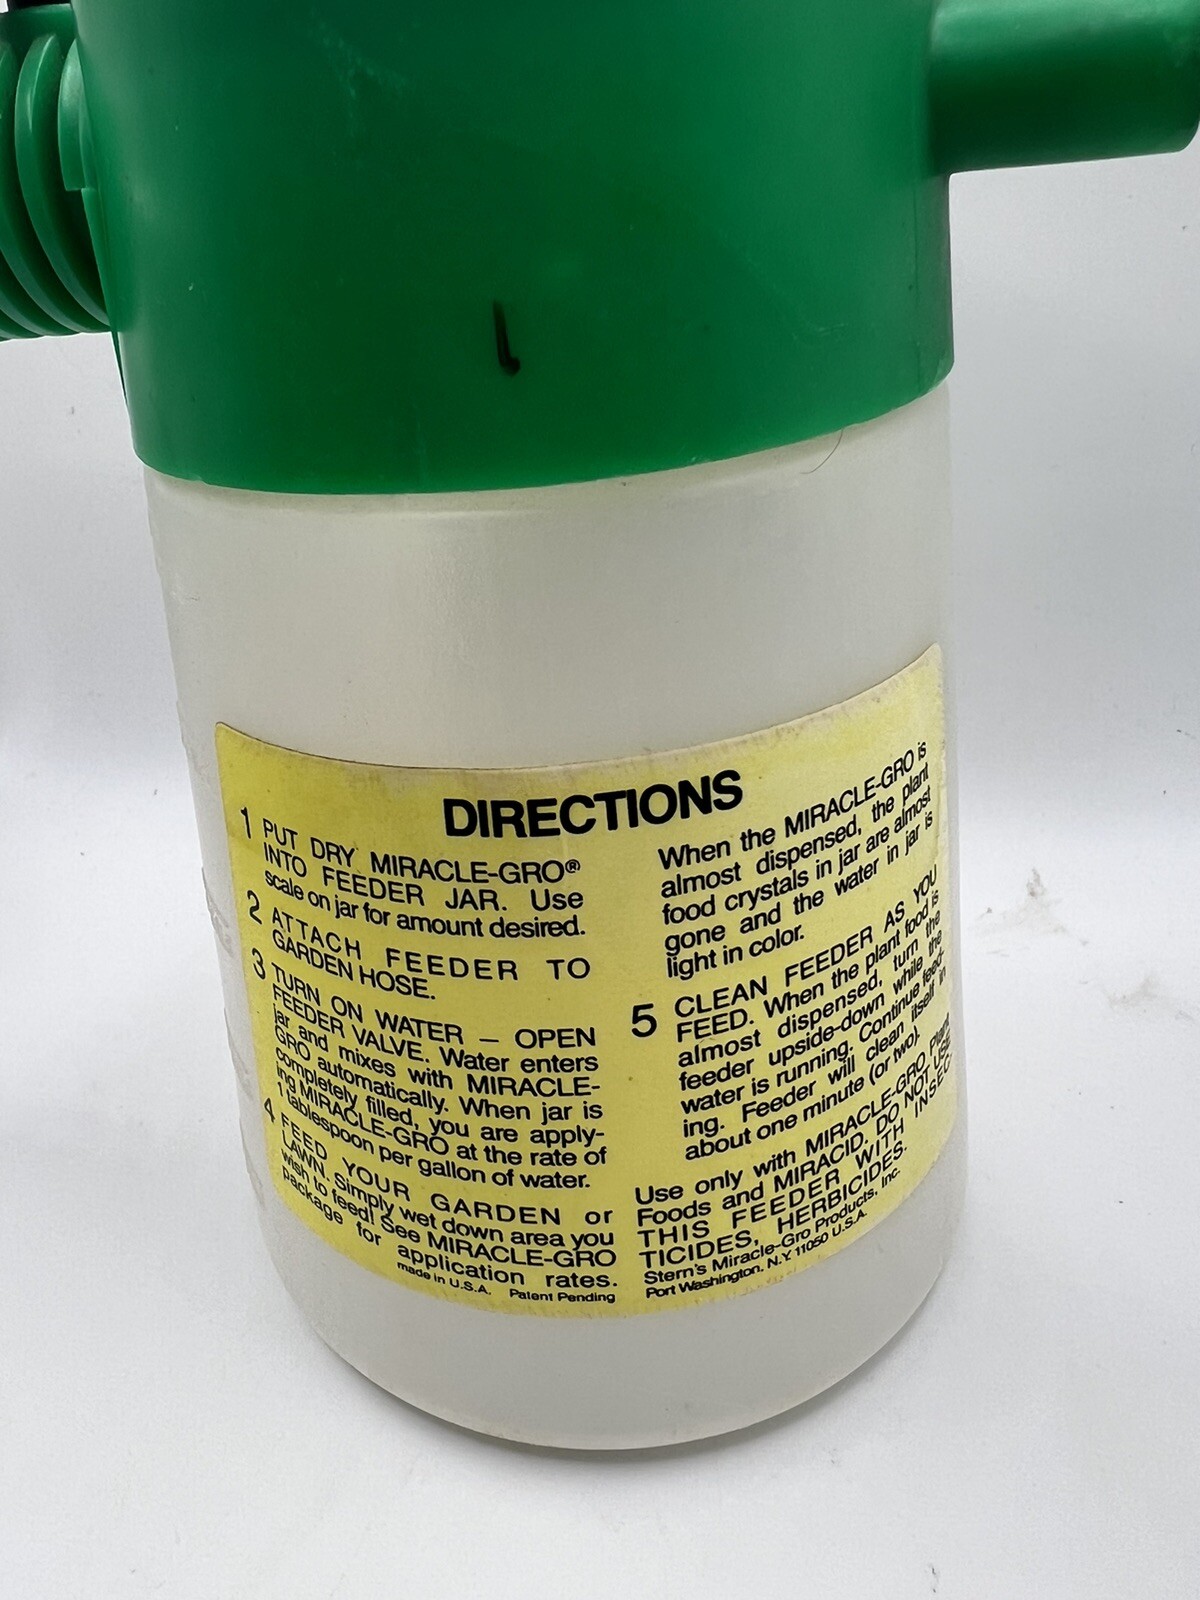 DIRECTIONS
1 PUT DRY MIRACLE-GRO®
INTO FEEDER JAR. Use
scale on jar for amount desired.
2 ATTACH FEEDER TO
GARDEN HOSE.
3 TURN ON WATER – OPEN
FEEDER VALVE. Water enters
jar and mixes with MIRACLE-
GRO automatically. When jar is
completely filled, you are apply-
ing MIRACLE-GRO at the rate of
1 tablespoon per gallon of water.
4 FEED YOUR GARDEN or
LAWN. Simply wet down area you
wish to feed! See MIRACLE-GRO
package for application rates.
made in U.S.A. Patent Pending
When the MIRACLE-GRO is
almost dispensed, the plant
food crystals in jar are almost
gone and the water in jar is
light in color.
5 CLEAN FEEDER AS YOU
FEED. When the plant food is
almost dispensed, turn the
feeder upside-down while the
water is running. Continue feed-
ing. Feeder will clean itself in
about one minute (or two).
Use only with MIRACLE-GRO Plant
Foods and MIRACID. DO NOT USE
THIS FEEDER WITH INSEC-
TICIDES, HERBICIDES.
Stern's Miracle-Gro Products, Inc.
Port Washington, N.Y. 11050 U.S.A.